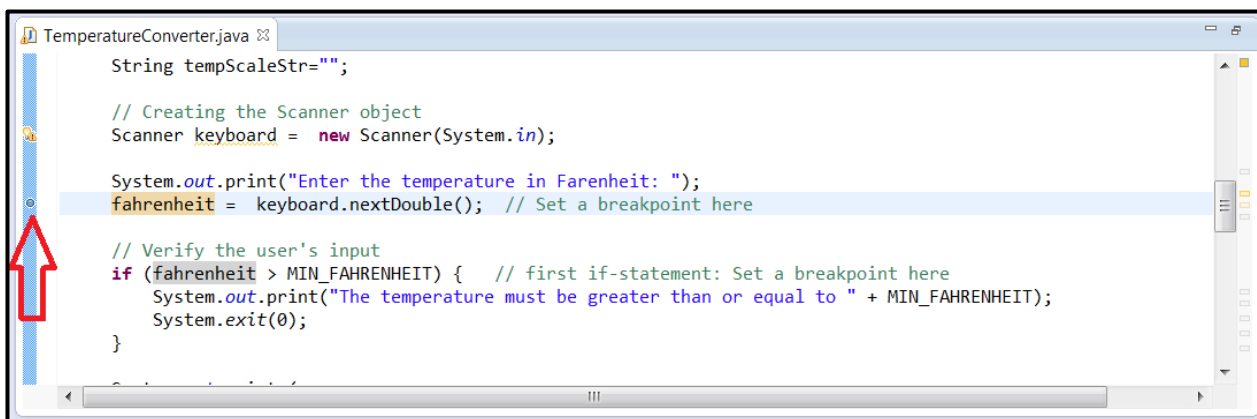 TemperatureConverter.java
String tempScaleStr="";
// Creating the Scanner object
Scanner keyboard =  new Scanner(System.in);
System.out.print("Enter the temperature in Farenheit: ");
fahrenheit =  keyboard.nextDouble();  // Set a breakpoint here
// Verify the user's input
if (fahrenheit > MIN_FAHRENHEIT) {   // first if-statement: Set a breakpoint here
System.out.print("The temperature must be greater than or equal to " + MIN_FAHRENHEIT);
System.exit(0);
}